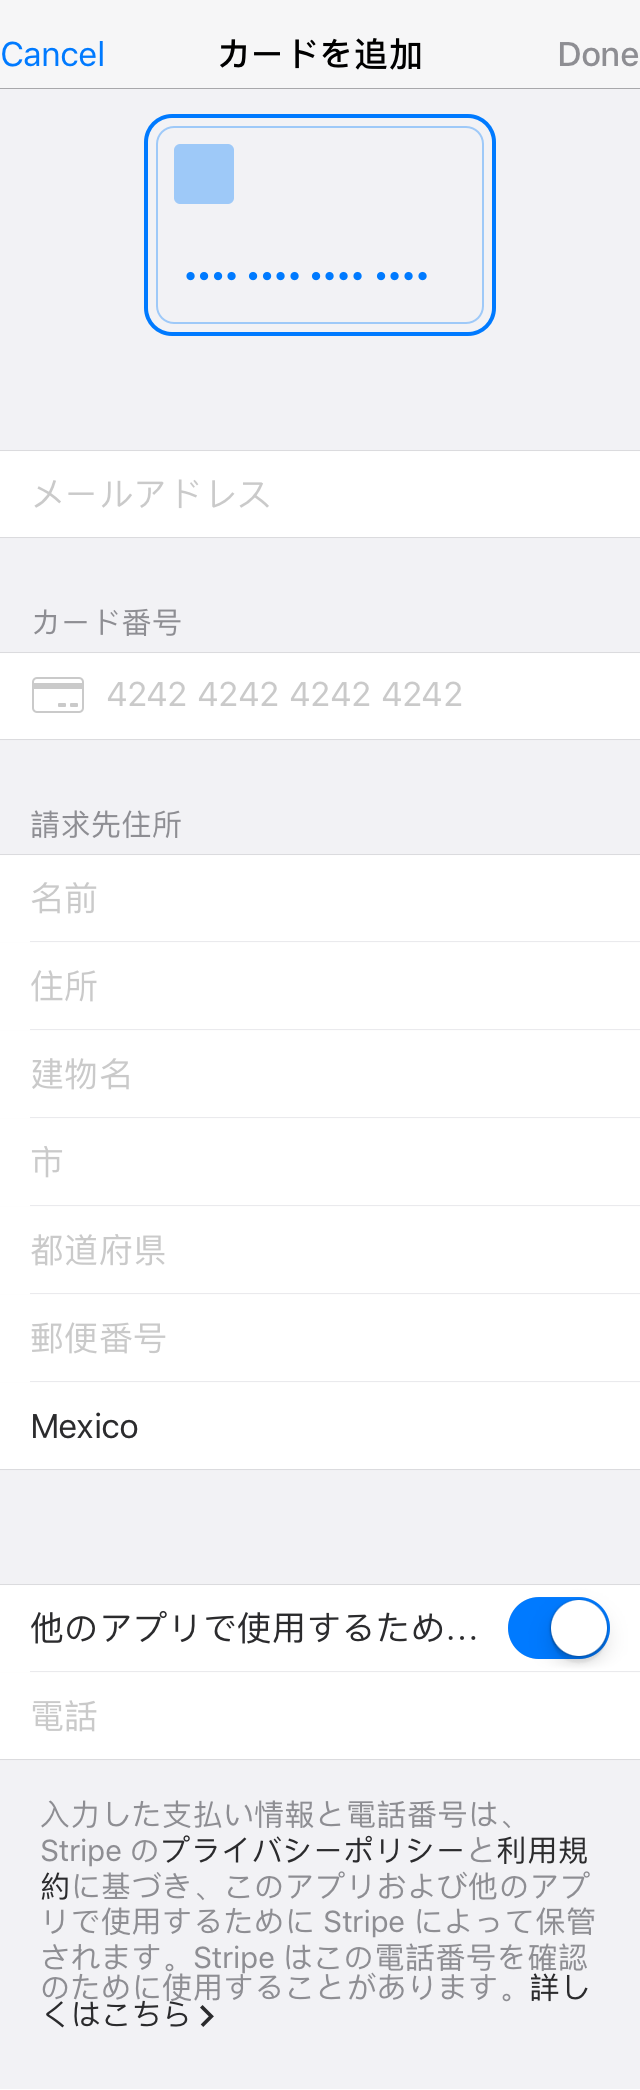 Cancel カードを追加 Done
•••• •••• •••• ••••
メールアドレス
カード番号
4242 4242 4242 4242
請求先住所
名前
住所
建物名
市
都道府県
郵便番号
Mexico
他のアプリで使用するため...
電話
入力した支払い情報と電話番号は、
Stripe のプライバシーポリシーと利用規
約に基づき、このアプリおよび他のアプ
リで使用するために Stripe によって保管
されます。Stripe はこの電話番号を確認
のために使用することがあります。詳し
くはこちら